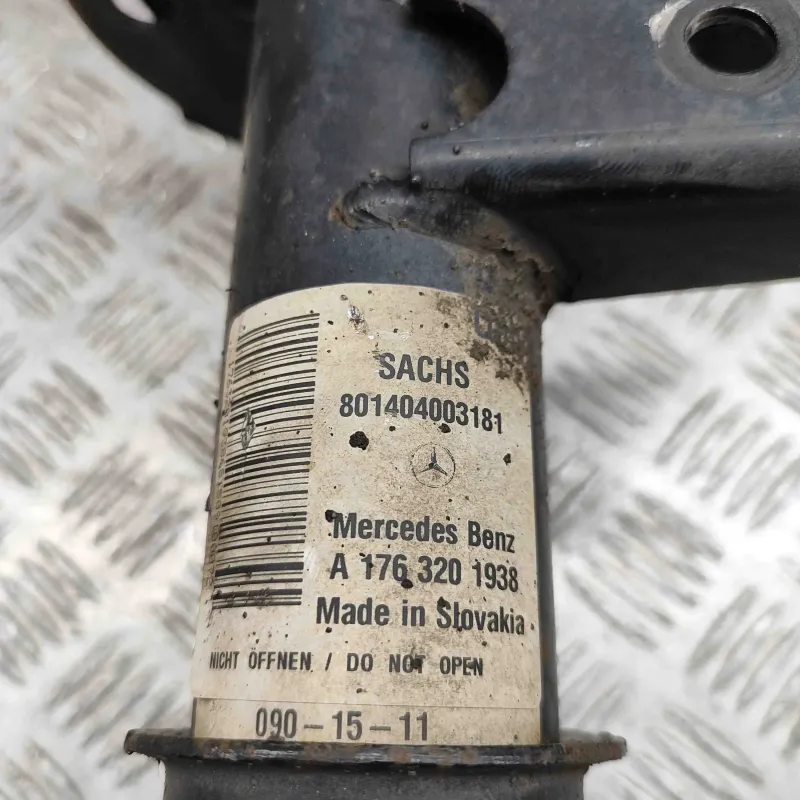 SACHS
801404003181
Mercedes Benz
A 176 320 1938
Made in Slovakia
NICHT ÖFFNEN / DO NOT OPEN
090-15-11